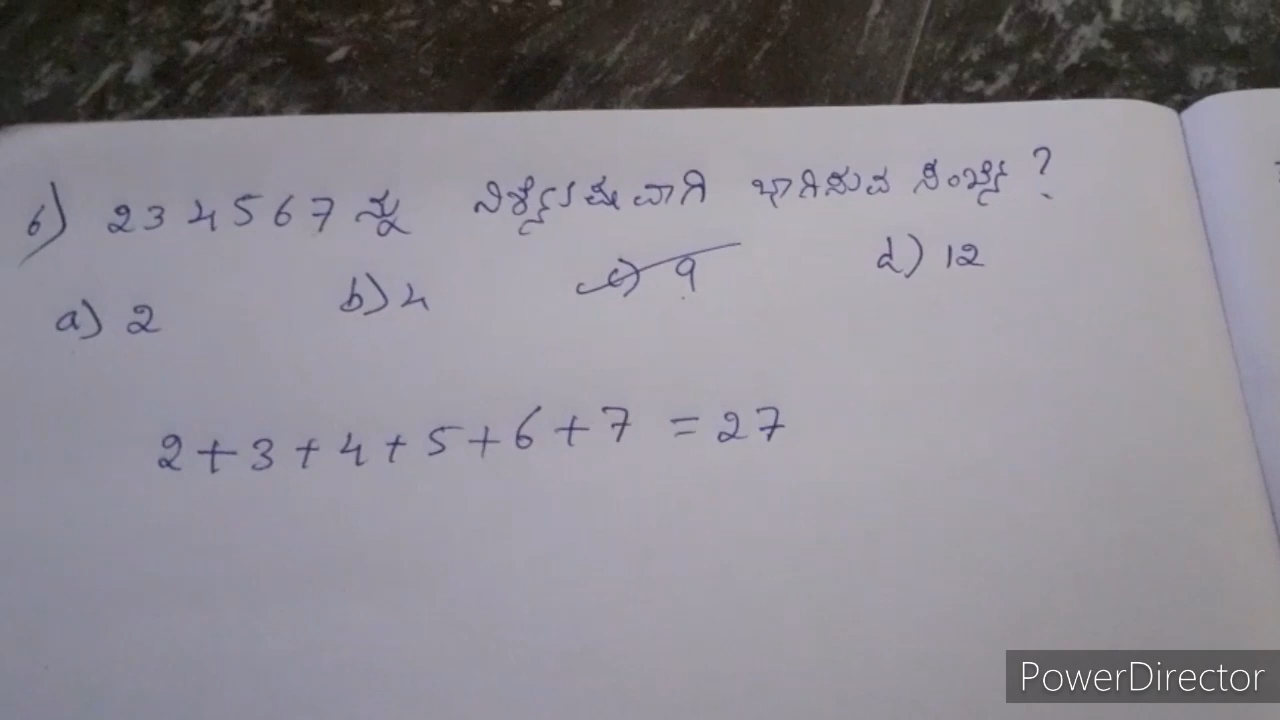 6) 234567 ನ್ನು ನಿಶ್ಶೇಷವಾಗಿ ಭಾಗಿಸುವ ಸಂಖ್ಯೆ ?
a) 2 b) 4 c) 9 d) 12
2+3+4+5+6+7 = 27
PowerDirector